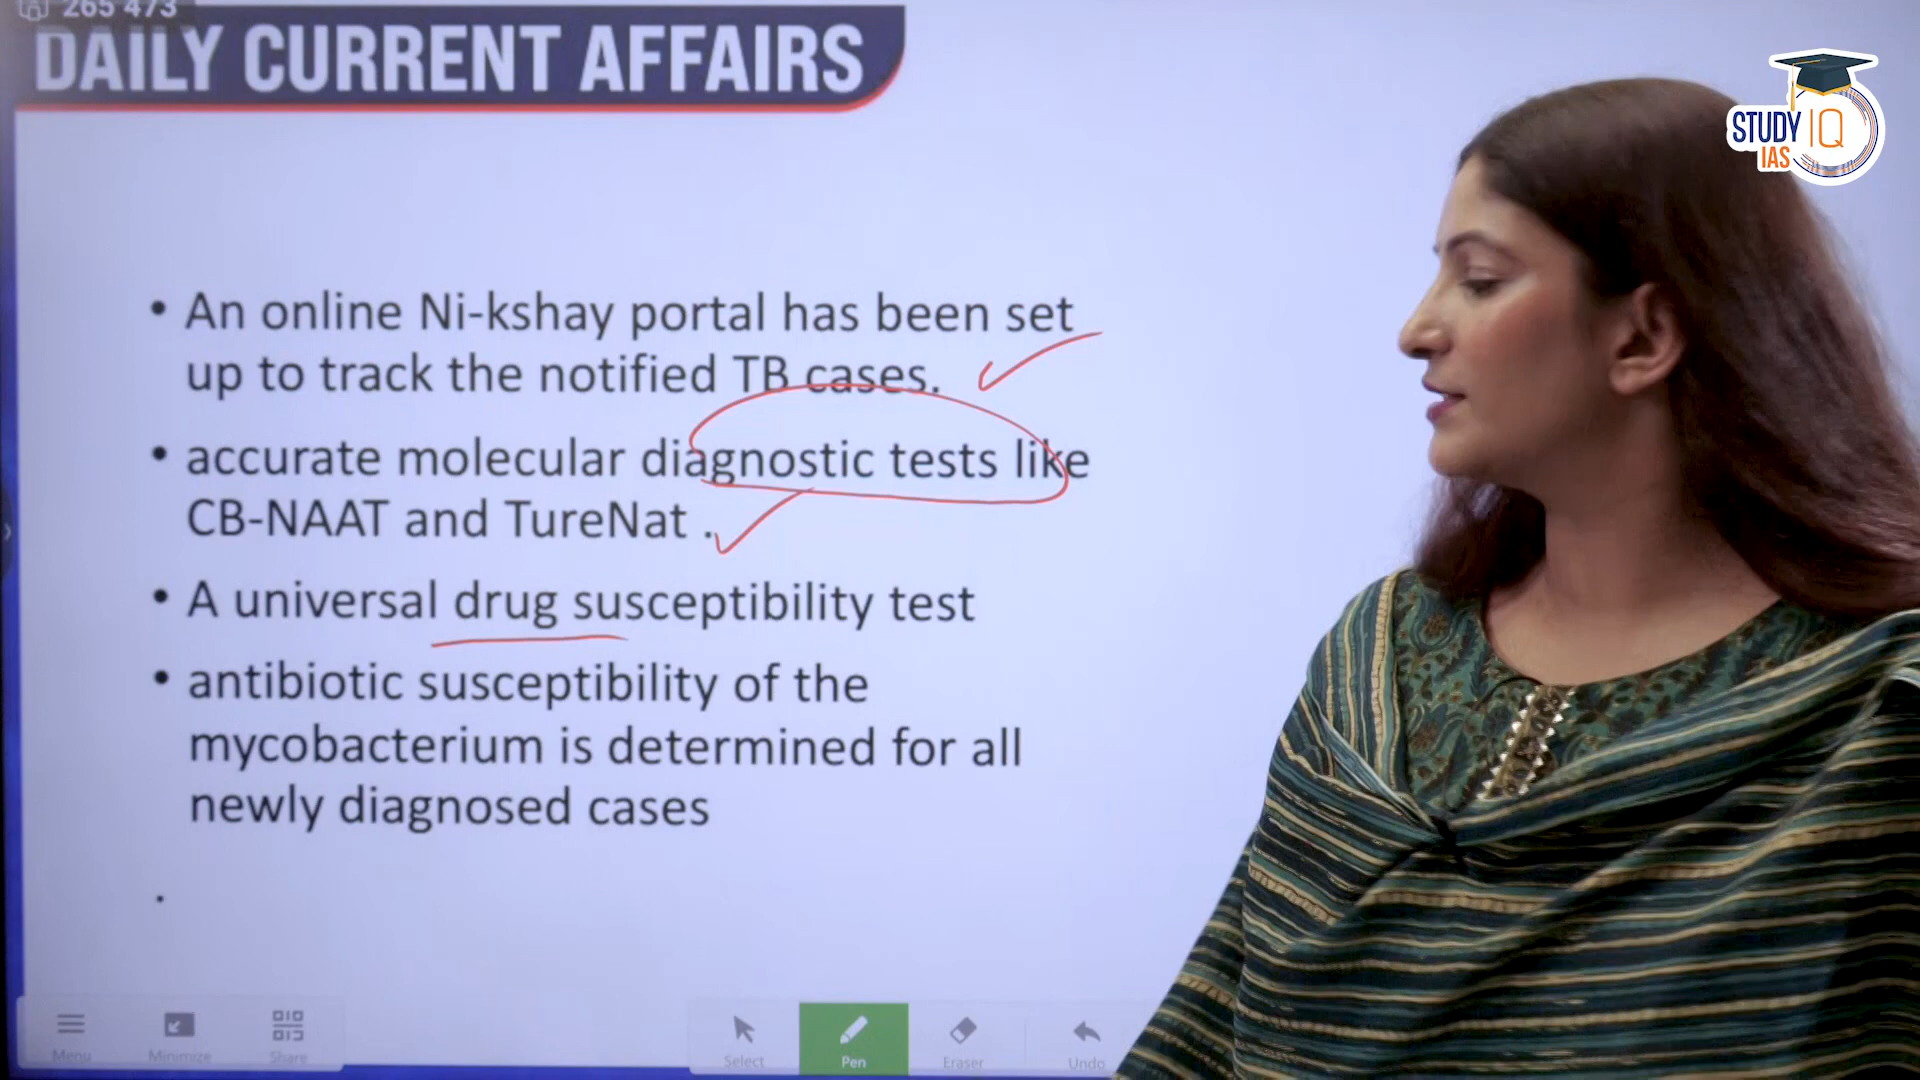 265 473
DAILY CURRENT AFFAIRS
STUDY IQ
IAS
• An online Ni-kshay portal has been set
up to track the notified TB cases.
• accurate molecular diagnostic tests like
CB-NAAT and TureNat .
• A universal drug susceptibility test
• antibiotic susceptibility of the
mycobacterium is determined for all
newly diagnosed cases
•
Menu Minimize Share Select Pen Eraser Undo